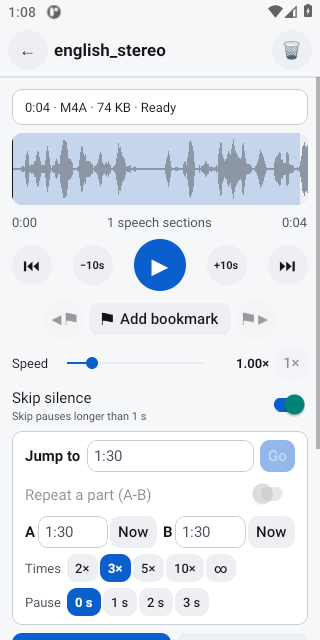 1:08
← english_stereo
0:04 · M4A · 74 KB · Ready
0:00 1 speech sections 0:04
−10s +10s
Add bookmark
Speed 1.00× 1×
Skip silence
Skip pauses longer than 1 s
Jump to 1:30 Go
Repeat a part (A-B)
A 1:30 Now B 1:30 Now
Times 2× 3× 5× 10× ∞
Pause 0 s 1 s 2 s 3 s